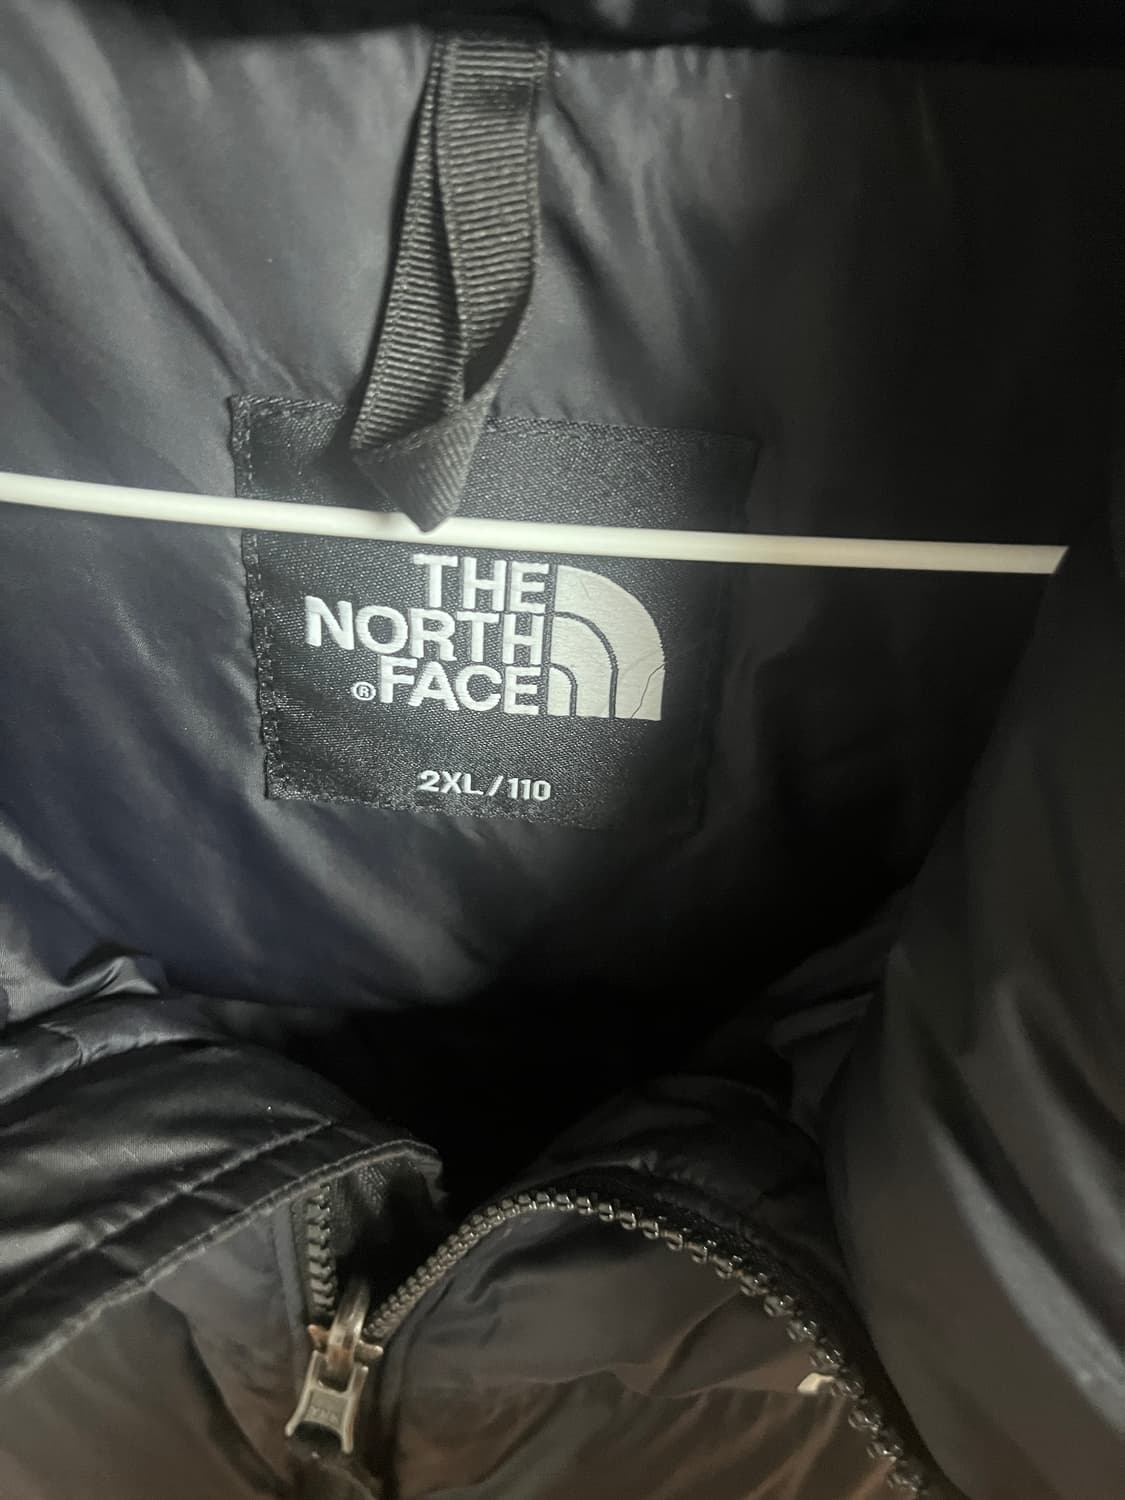 THE
NORTH
®FACE
2XL/110